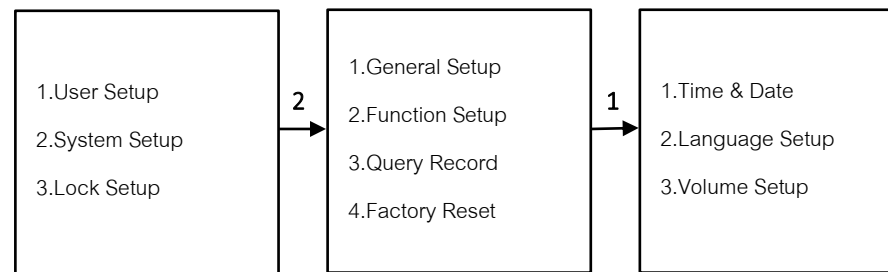 1.User Setup
2.System Setup
3.Lock Setup
2
1.General Setup
2.Function Setup
3.Query Record
4.Factory Reset
1
1.Time & Date
2.Language Setup
3.Volume Setup